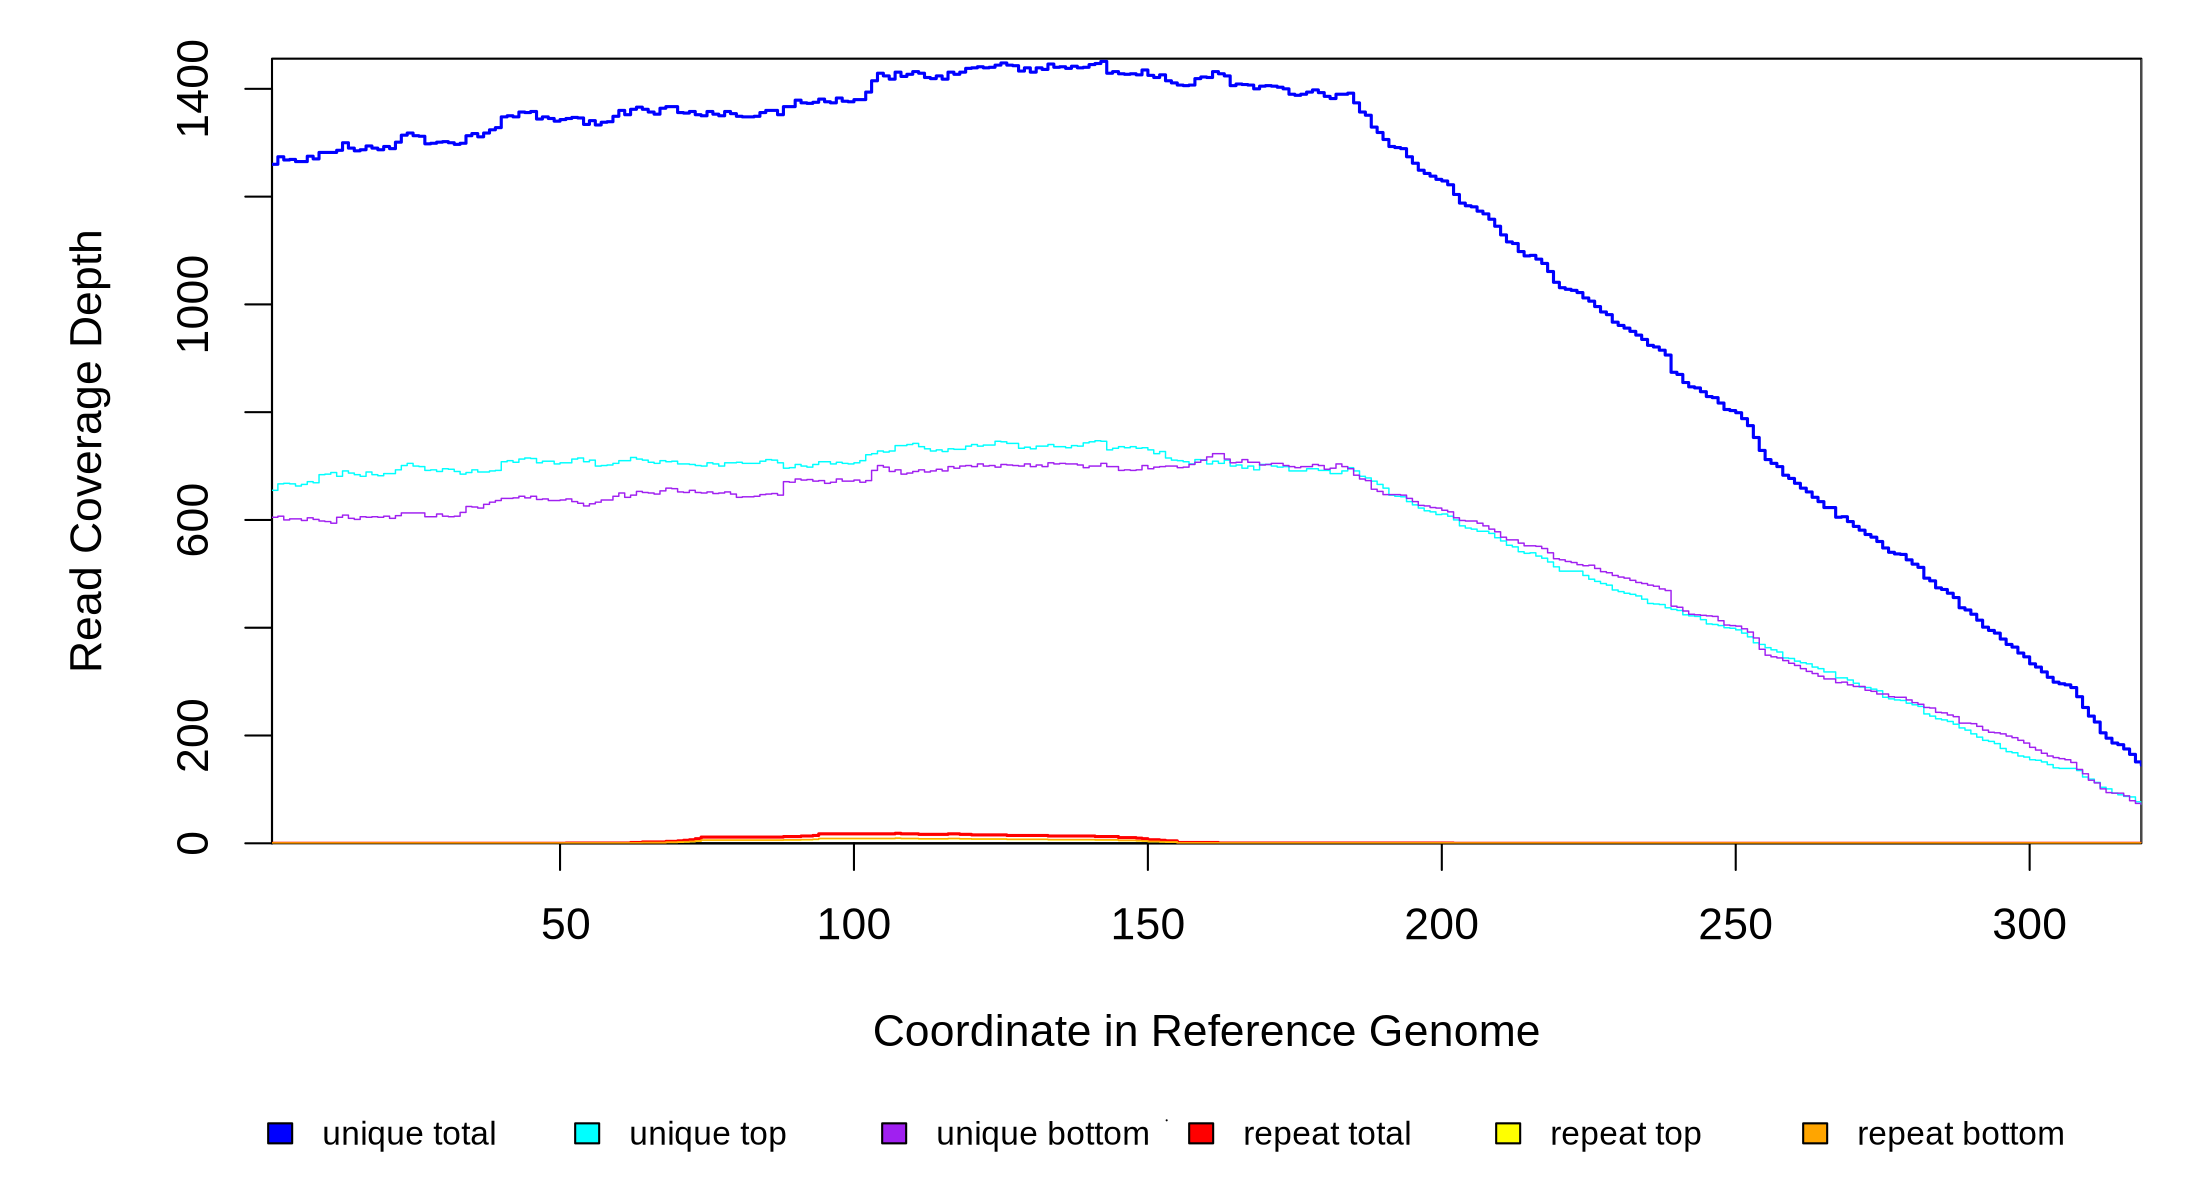 Read Coverage Depth
1400
1000
600
200
0
50 100 150 200 250 300
Coordinate in Reference Genome
unique total unique top unique bottom repeat total repeat top repeat bottom